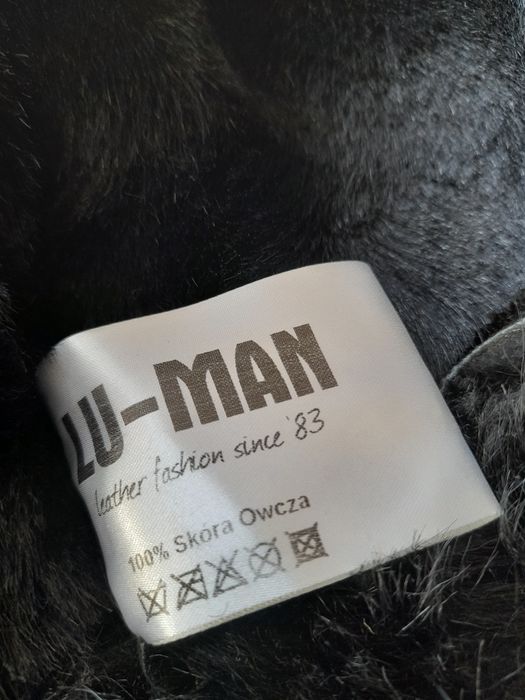 LU-MAN
leather fashion since '83
100% Skóra Owcza